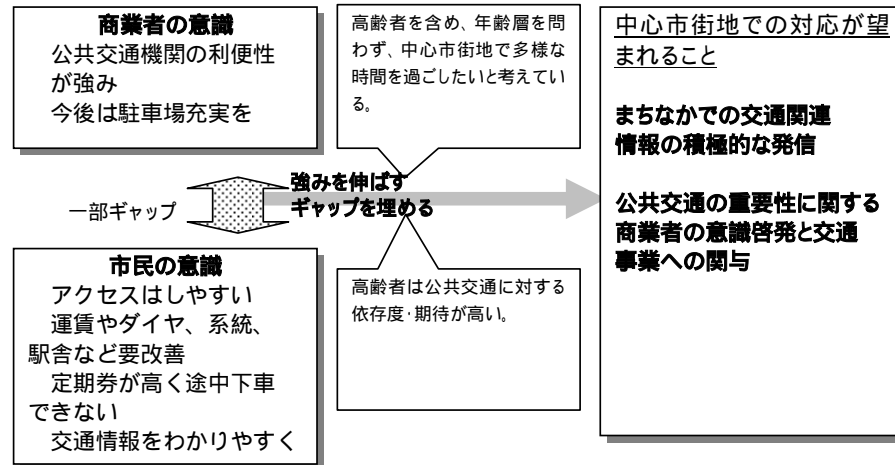 商業者の意識
公共交通機関の利便性
が強み
今後は駐車場充実を
高齢者を含め、年齢層を問
わず、中心市街地で多様な
時間を過ごしたいと考えてい
る。
中心市街地での対応が望
まれること
まちなかでの交通関連
情報の積極的な発信
公共交通の重要性に関する
商業者の意識啓発と交通
事業への関与
一部ギャップ
強みを伸ばす
ギャップを埋める
市民の意識
アクセスはしやすい
運賃やダイヤ、系統、
駅舎など要改善
定期券が高く途中下車
できない
交通情報をわかりやすく
高齢者は公共交通に対する
依存度・期待が高い。